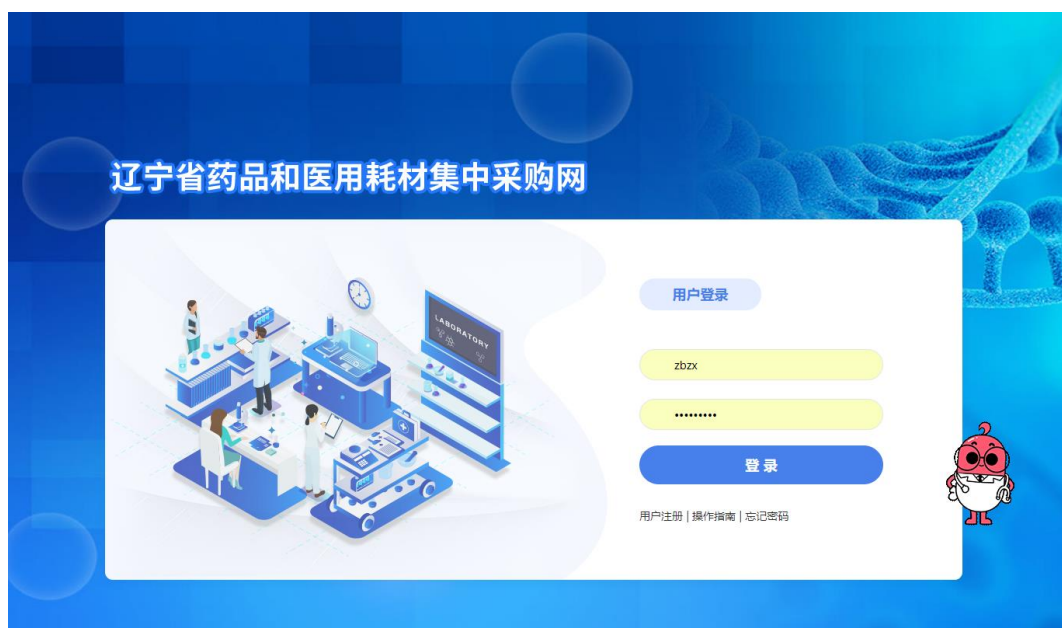 辽宁省药品和医用耗材集中采购网
LABORATORY
用户登录
zbzx
•••••••••
登录
用户注册 | 操作指南 | 忘记密码